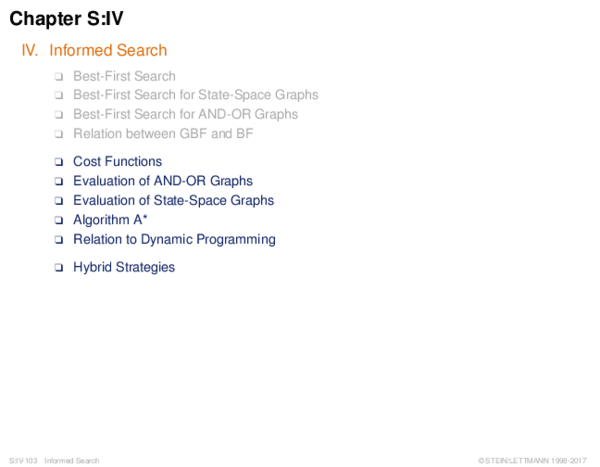 Chapter S:IV
IV. Informed Search
❑ Best-First Search
❑ Best-First Search for State-Space Graphs
❑ Best-First Search for AND-OR Graphs
❑ Relation between GBF and BF
❑ Cost Functions
❑ Evaluation of AND-OR Graphs
❑ Evaluation of State-Space Graphs
❑ Algorithm A*
❑ Relation to Dynamic Programming
❑ Hybrid Strategies
S:IV-103 Informed Search ©STEIN/LETTMANN 1998-2017